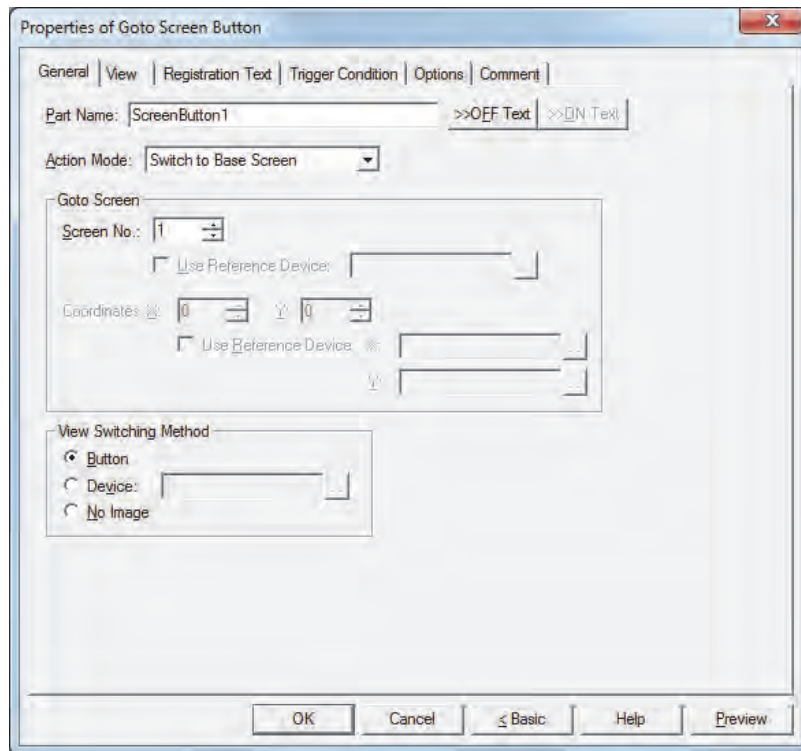 Properties of Goto Screen Button
General View Registration Text Trigger Condition Options Comment
Part Name: ScreenButton1 >>OFF Text >>ON Text
Action Mode: Switch to Base Screen
Goto Screen
Screen No.: 1
Use Reference Device:
Coordinates X: 0 Y: 0
Use Reference Device X:
Y:
View Switching Method
Button
Device:
No Image
OK Cancel < Basic Help Preview